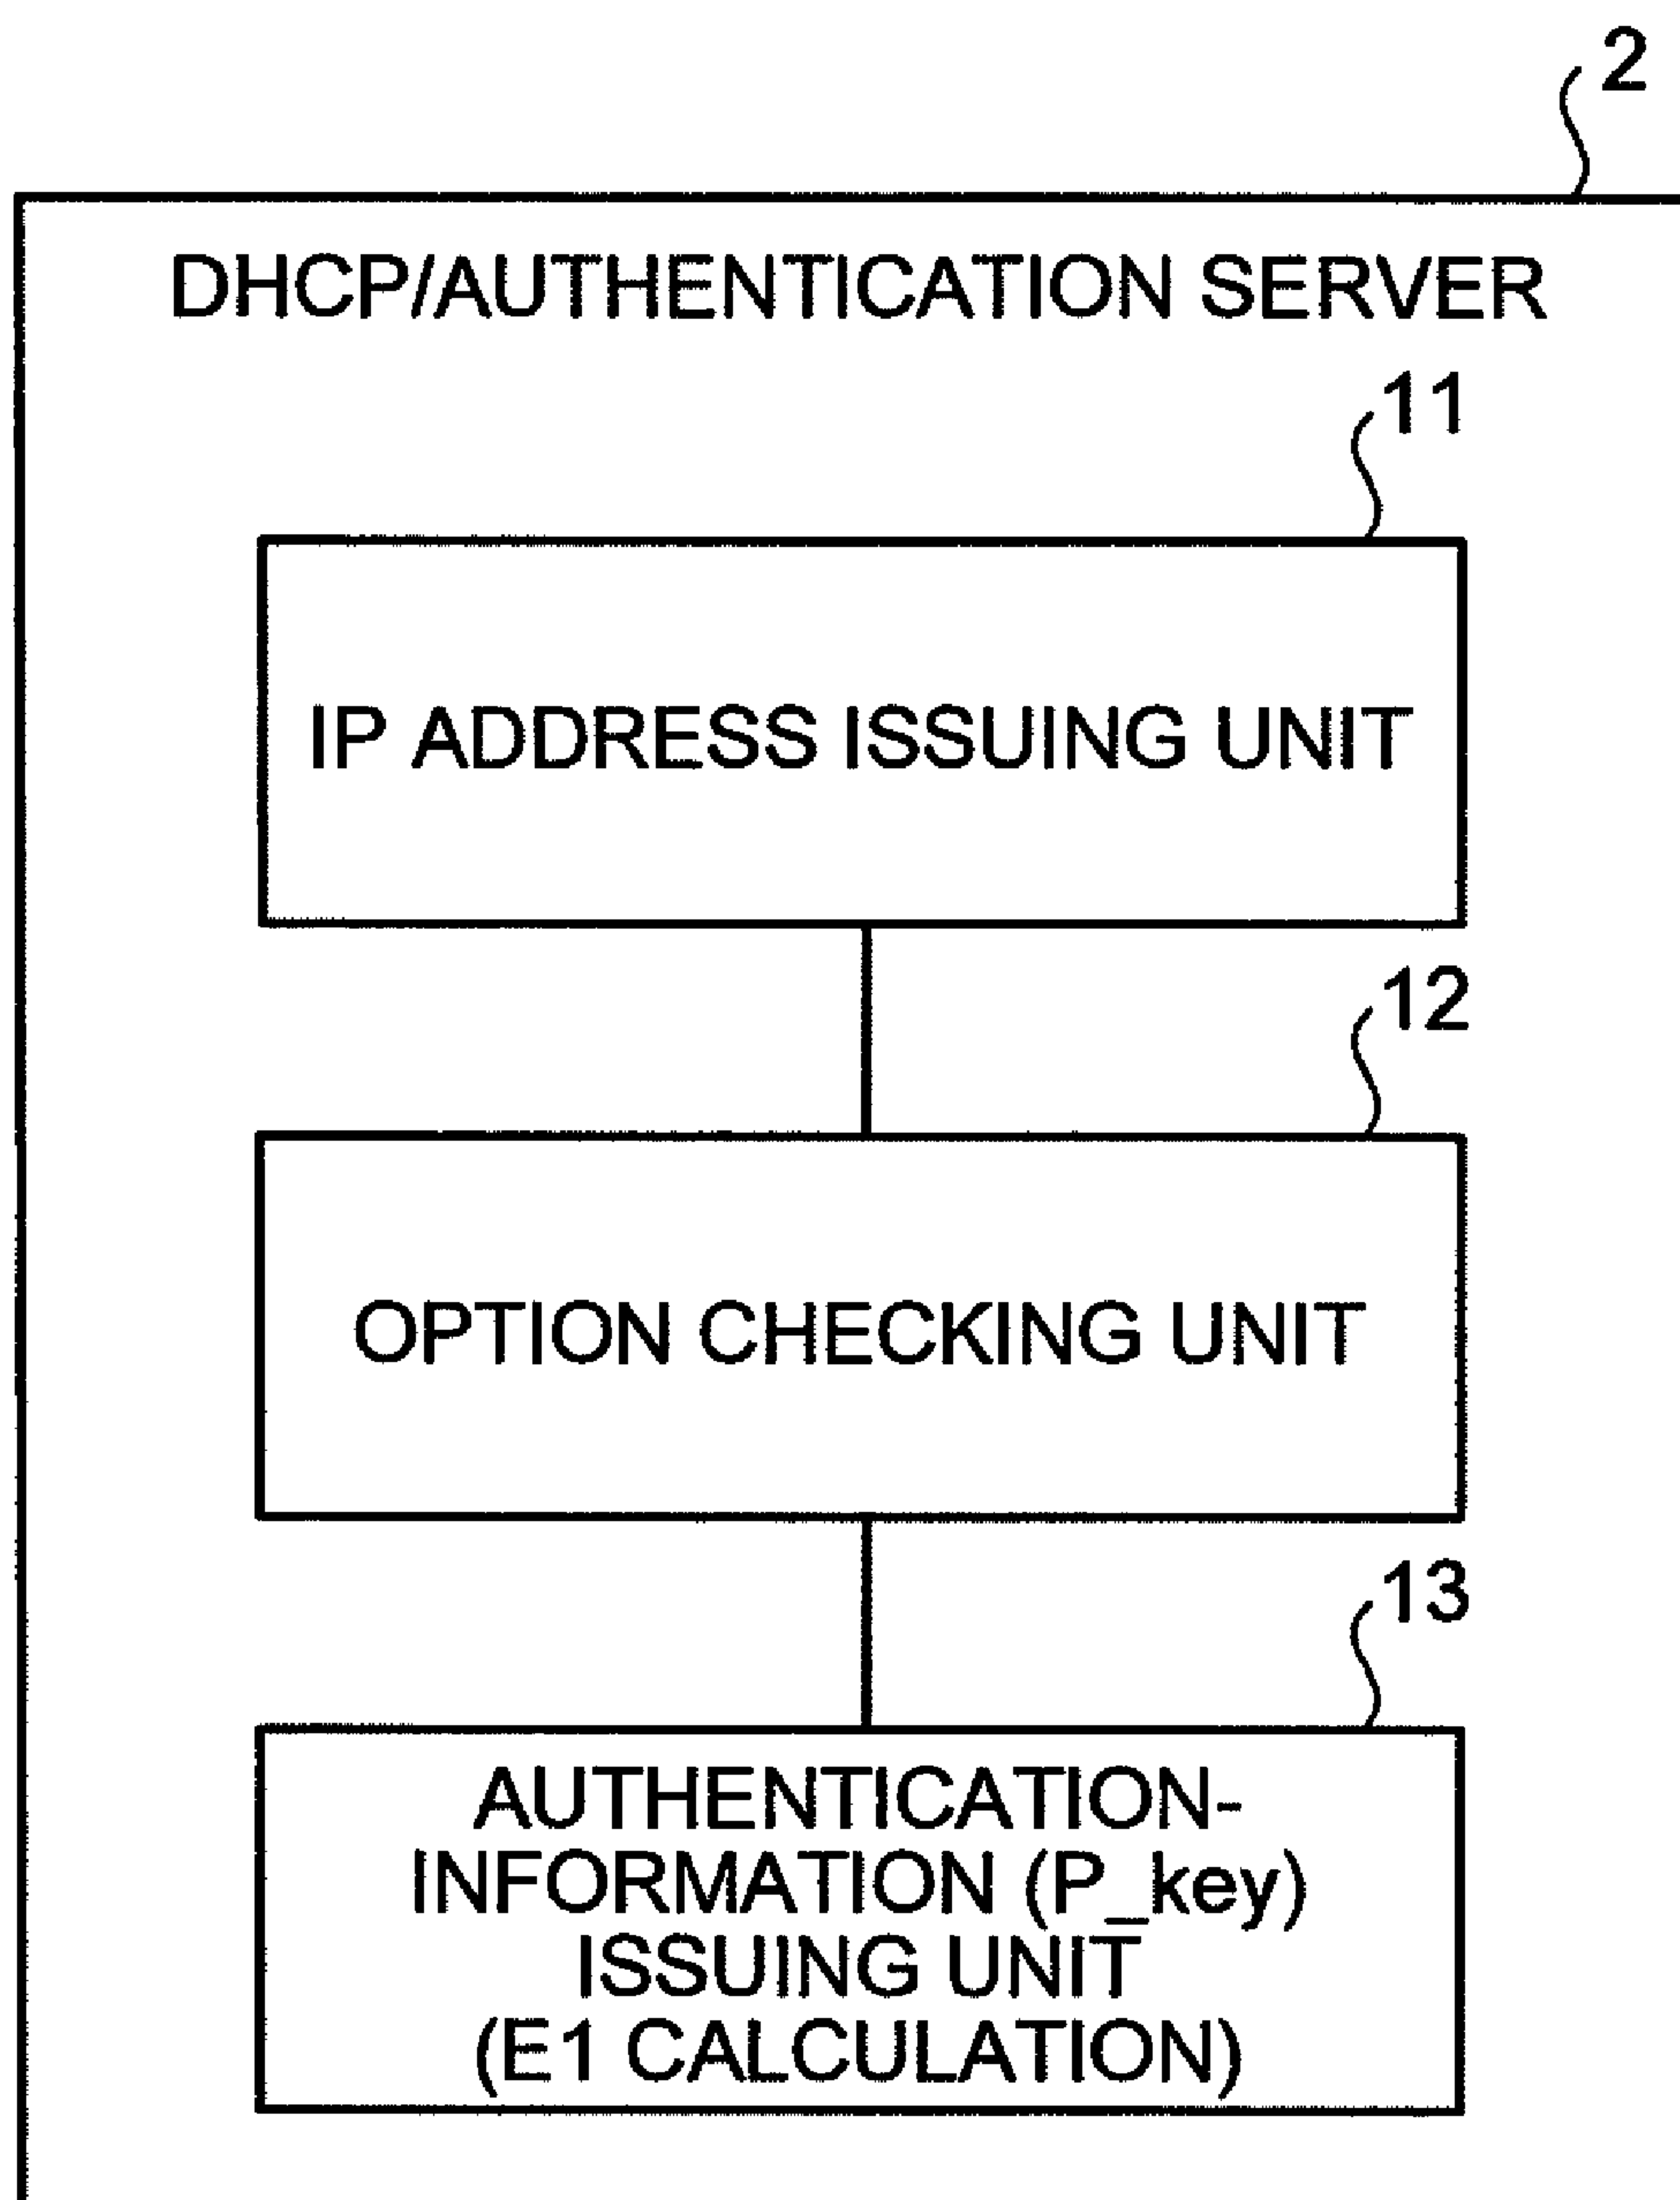 2
DHCP/AUTHENTICATION SERVER
11
IP ADDRESS ISSUING UNIT
12
OPTION CHECKING UNIT
13
AUTHENTICATION-
INFORMATION (P_key)
ISSUING UNIT
(E1 CALCULATION)